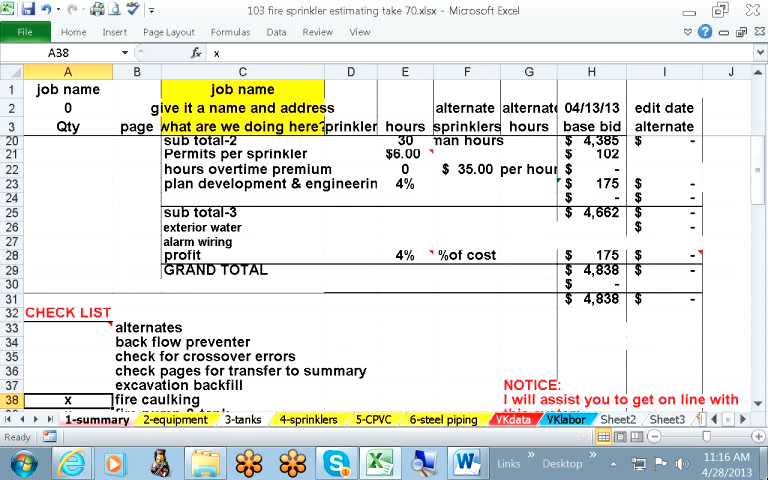 103 fire sprinkler estimating take 70.xlsx - Microsoft Excel
File Home Insert Page Layout Formulas Data Review View
A38 fx x
A B C D E F G H I J
1 job name job name
2 0 give it a name and address alternate alternate 04/13/13 edit date
3 Qty page what are we doing here? prinkler hours sprinklers hours base bid alternate
20 sub total-2 30 man hours $ 4,385 $ -
21 Permits per sprinkler $6.00 $ 102
22 hours overtime premium 0 $ 35.00 per hour $ -
23 plan development & engineerin 4% $ 175 $ -
24 $ - $ -
25 sub total-3 $ 4,662 $ -
26 exterior water $ -
27 alarm wiring
28 profit 4% %of cost $ 175 $ -
29 GRAND TOTAL $ 4,838 $ -
30 $ -
31 $ 4,838 $ -
32 CHECK LIST
33 alternates
34 back flow preventer
35 check for crossover errors
36 check pages for transfer to summary
37 excavation backfill NOTICE:
38 x fire caulking I will assist you to get on line with
1-summary 2-equipment 3-tanks 4-sprinklers 5-CPVC 6-steel piping VKdata VKlabor Sheet2 Sheet3
Ready
Links Desktop 11:16 AM
4/28/2013